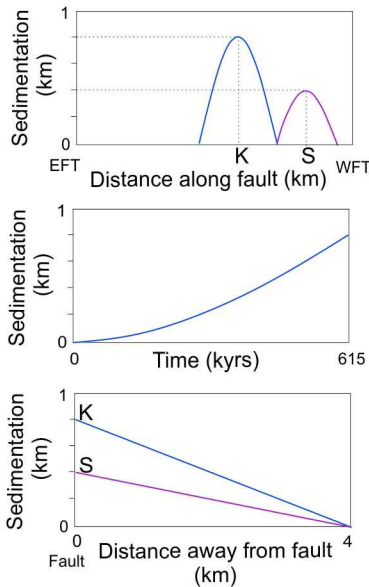 1
Sedimentation
(km)
0
EFT
K
S
WFT
Distance along fault (km)
1
Sedimentation
(km)
0
0
Time (kyrs)
615
1
K
Sedimentation
(km)
S
0
0
4
Fault
Distance away from fault
(km)